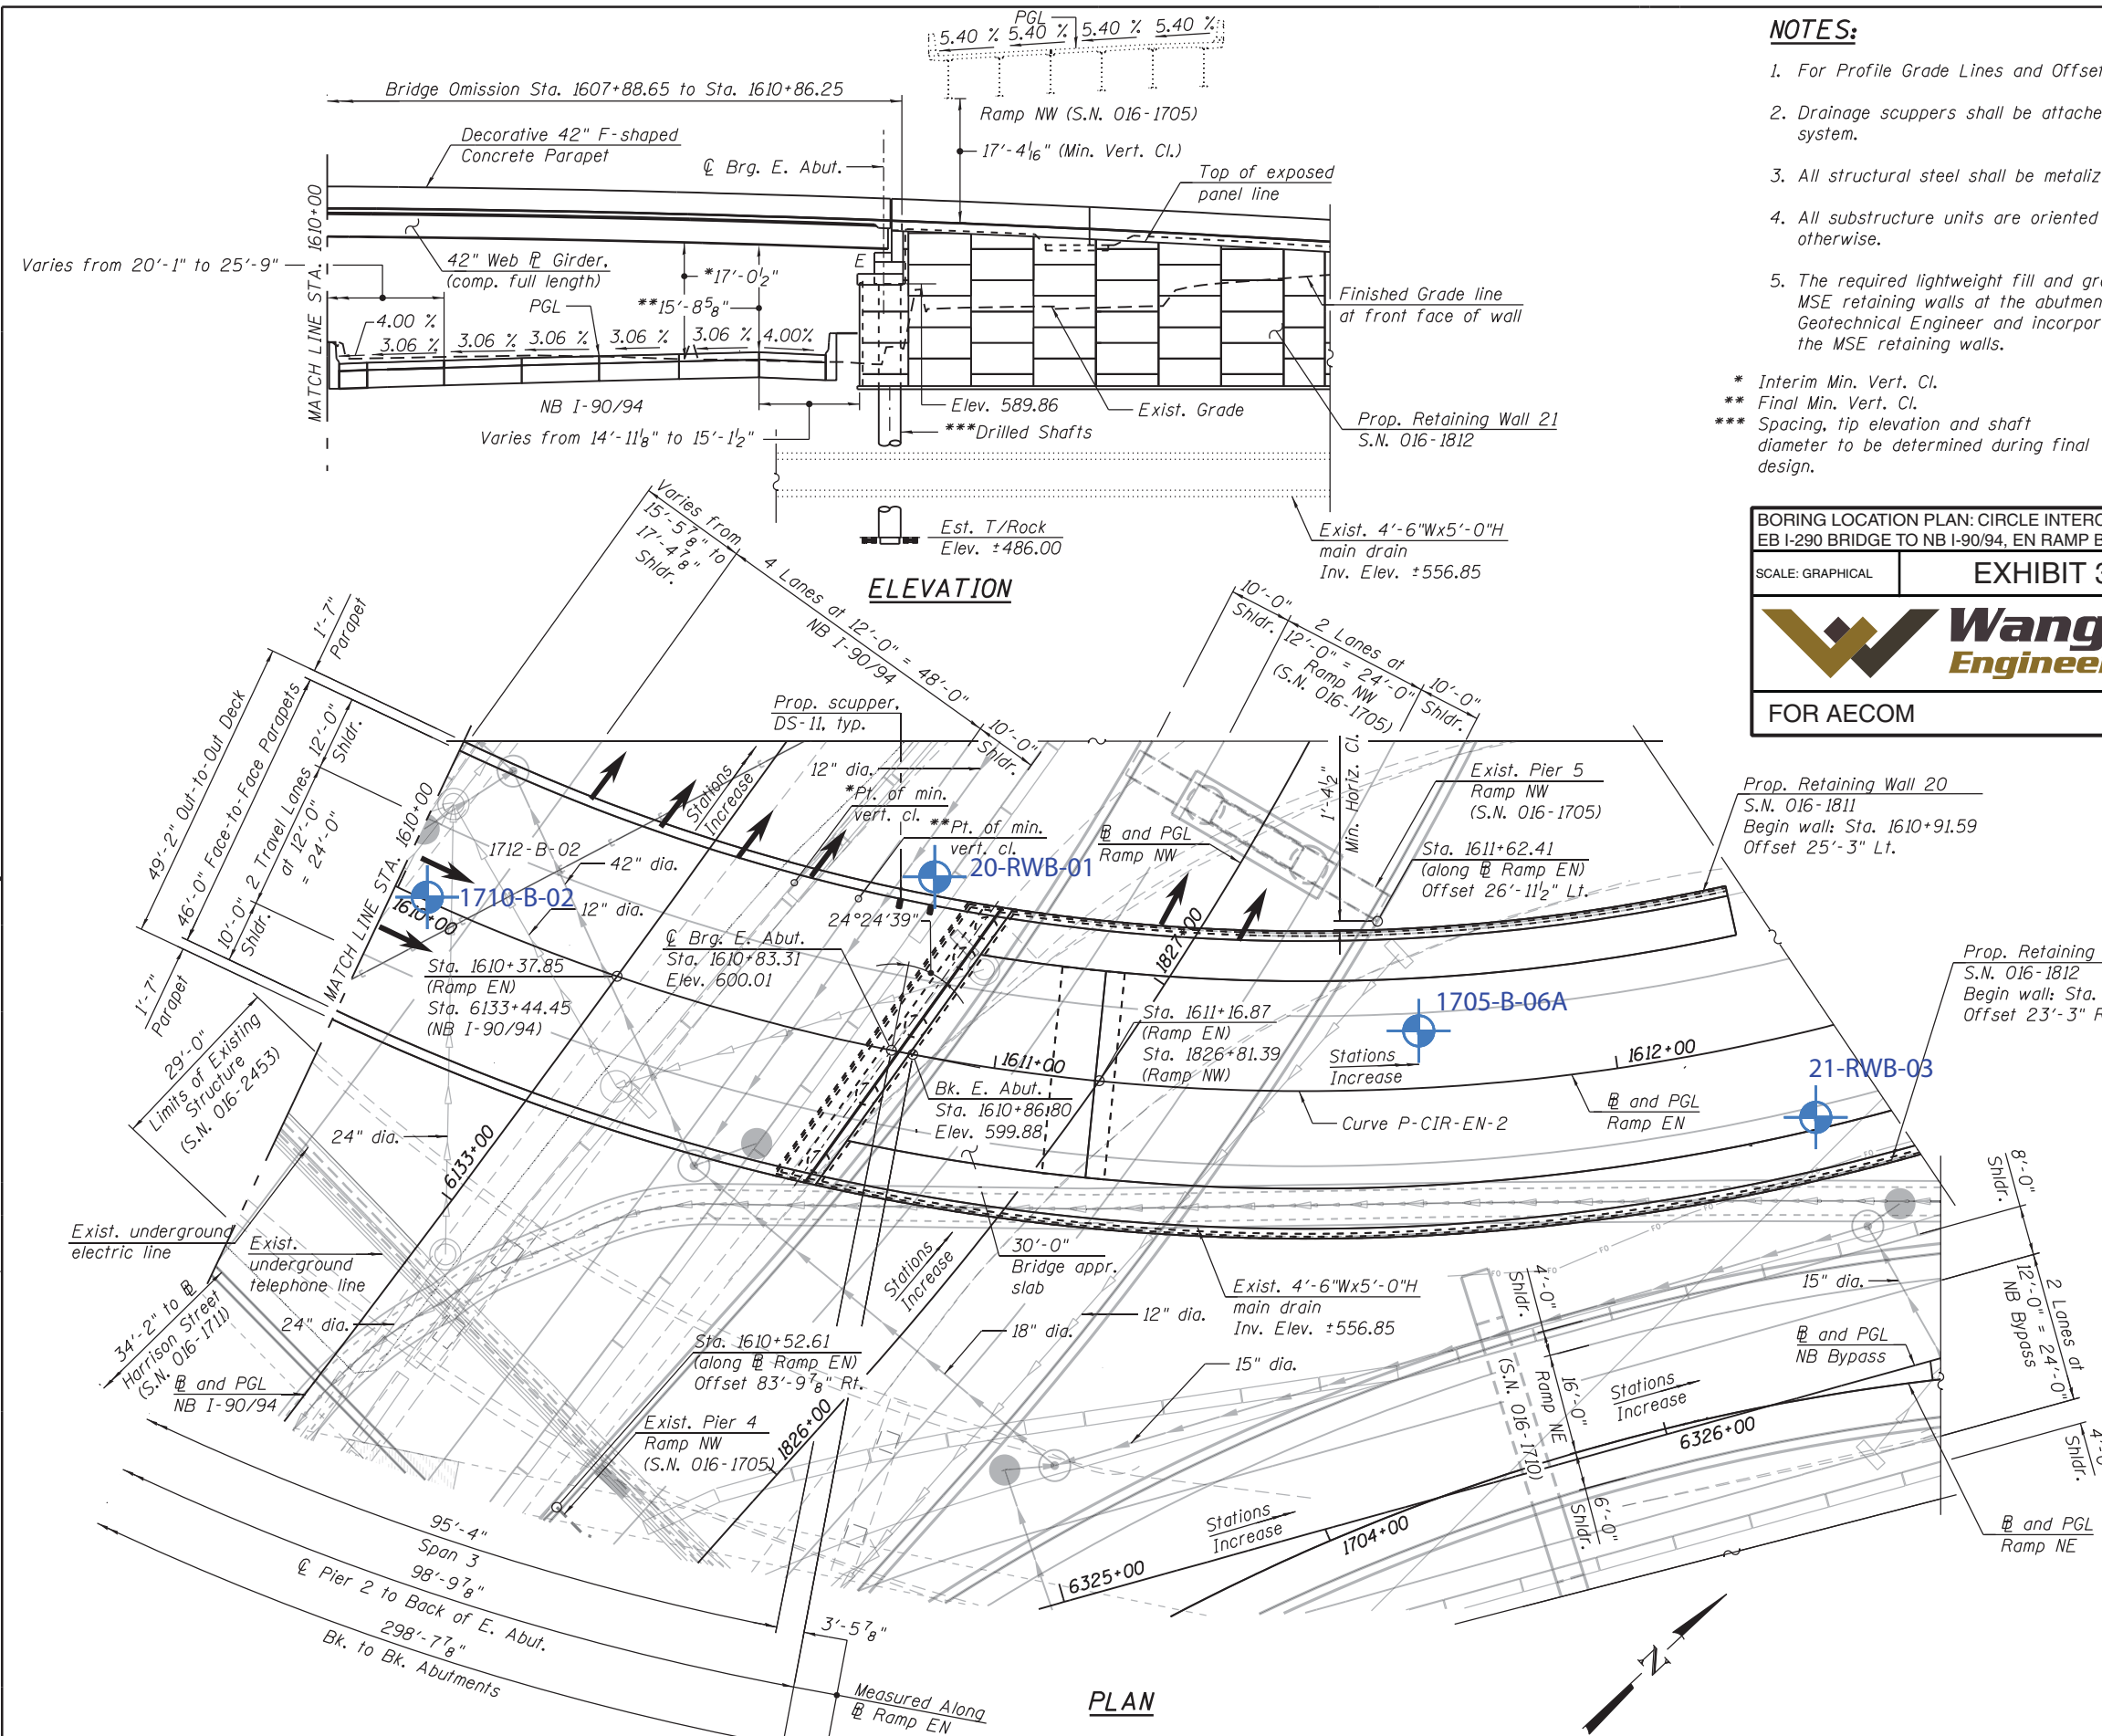 PGL
5.40 % 5.40 % 5.40 % 5.40 %
Bridge Omission Sta. 1607+88.65 to Sta. 1610+86.25
Ramp NW (S.N. 016-1705)
Decorative 42" F-shaped
Concrete Parapet
℄ Brg. E. Abut.
17'-4 1/16" (Min. Vert. Cl.)
Top of exposed
panel line
MATCH LINE STA. 1610+00
Varies from 20'-1" to 25'-9"
42" Web ℙ Girder,
(comp. full length)
*17'-0 1/2"
E
PGL
**15'-8 5/8"
Finished Grade line
at front face of wall
4.00 %
3.06 % 3.06 % 3.06 % 3.06 % 3.06 % 4.00%
NB I-90/94
Elev. 589.86
Exist. Grade
Varies from 14'-11 1/8" to 15'-1 1/2"
***Drilled Shafts
Prop. Retaining Wall 21
S.N. 016-1812
Est. T/Rock
Elev. ±486.00
Exist. 4'-6"Wx5'-0"H
main drain
Inv. Elev. ±556.85
ELEVATION
NOTES:
1. For Profile Grade Lines and Offset
2. Drainage scuppers shall be attache
system.
3. All structural steel shall be metaliz
4. All substructure units are oriented
otherwise.
5. The required lightweight fill and gr
MSE retaining walls at the abutmen
Geotechnical Engineer and incorpor
the MSE retaining walls.
* Interim Min. Vert. Cl.
** Final Min. Vert. Cl.
*** Spacing, tip elevation and shaft
diameter to be determined during final
design.
BORING LOCATION PLAN: CIRCLE INTERC
EB I-290 BRIDGE TO NB I-90/94, EN RAMP B
SCALE: GRAPHICAL
EXHIBIT 3
Wang
Engineer
FOR AECOM
Varies from
15'-5 7/8" to
17'-4 7/8"
Shldr.
4 Lanes at 12'-0" = 48'-0"
NB I-90/94
10'-0"
Shldr.
10'-0"
Shldr.
2 Lanes at
12'-0" = 24'-0"
Ramp NW
(S.N. 016-1705)
10'-0"
Shldr.
1'-7"
Parapet
49'-2" Out-to-Out Deck
46'-0" Face-to-Face Parapets
12'-0"
Shldr.
2 Travel Lanes
at 12'-0"
= 24'-0"
10'-0"
Shldr.
1'-7"
Parapet
MATCH LINE STA. 1610+00
Prop. scupper,
DS-11, typ.
Stations
Increase
12" dia.
*Pt. of min.
vert. cl.
**Pt. of min.
vert. cl.
1712-B-02
42" dia.
12" dia.
1710-B-02
1610+00
20-RWB-01
24°24'39"
℄ Brg. E. Abut.
Sta. 1610+83.31
Elev. 600.01
Sta. 1610+37.85
(Ramp EN)
Sta. 6133+44.45
(NB I-90/94)
℔ and PGL
Ramp NW
1'-4 1/2"
Min. Horiz. Cl.
Exist. Pier 5
Ramp NW
(S.N. 016-1705)
Sta. 1611+62.41
(along ℔ Ramp EN)
Offset 26'-11 1/2" Lt.
Prop. Retaining Wall 20
S.N. 016-1811
Begin wall: Sta. 1610+91.59
Offset 25'-3" Lt.
1827+00
Prop. Retaining
S.N. 016-1812
Begin wall: Sta.
Offset 23'-3" R
1705-B-06A
Sta. 1611+16.87
(Ramp EN)
Sta. 1826+81.39
(Ramp NW)
1611+00
Stations
Increase
1612+00
21-RWB-03
Bk. E. Abut.
Sta. 1610+86.80
Elev. 599.88
Curve P-CIR-EN-2
℔ and PGL
Ramp EN
29'-0"
Limits of Existing
Structure
(S.N. 016-2453)
24" dia.
6133+00
Exist. underground
electric line
Exist.
underground
telephone line
24" dia.
34'-2" to ℔
Harrison Street
(S.N. 016-1711)
℔ and PGL
NB I-90/94
Stations
Increase
30'-0"
Bridge appr.
slab
Exist. 4'-6"Wx5'-0"H
main drain
Inv. Elev. ±556.85
12" dia.
18" dia.
15" dia.
Sta. 1610+52.61
(along ℔ Ramp EN)
Offset 83'-9 7/8" Rt.
Exist. Pier 4
Ramp NW
(S.N. 016-1705)
1826+00
FO
FO
FO
FO
FO
FO
4'-0"
Shldr.
16'-0"
Ramp NE
(S.N. 016-1710)
6'-0"
Shldr.
15" dia.
8'-0"
Shldr.
2 Lanes at
12'-0" = 24'-0"
NB Bypass
4'-0
Shldr.
℔ and PGL
NB Bypass
Stations
Increase
6326+00
℔ and PGL
Ramp NE
Stations
Increase
1704+00
6325+00
95'-4"
Span 3
98'-9 7/8"
℄ Pier 2 to Back of E. Abut.
298'-7 7/8"
Bk. to Bk. Abutments
3'-5 7/8"
Measured Along
℔ Ramp EN
PLAN
N